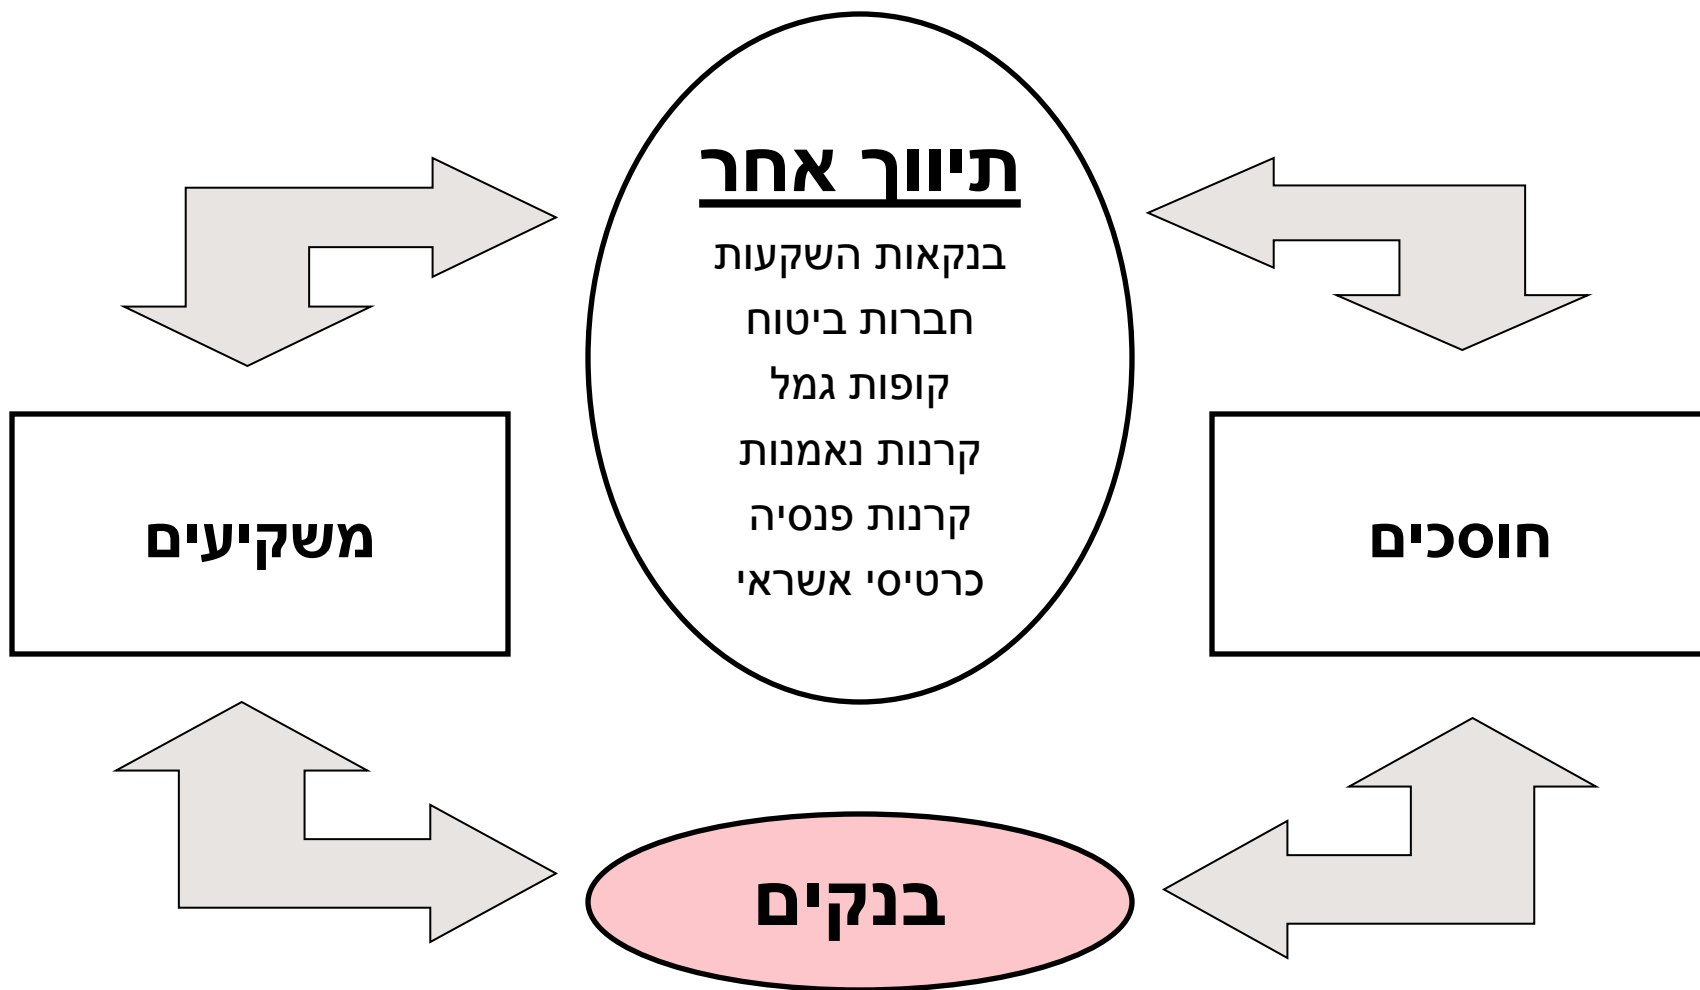 תיווך אחר
בנקאות השקעות
חברות ביטוח
קופות גמל
קרנות נאמנות
קרנות פנסיה
כרטיסי אשראי
חוסכים
משקיעים
בנקים